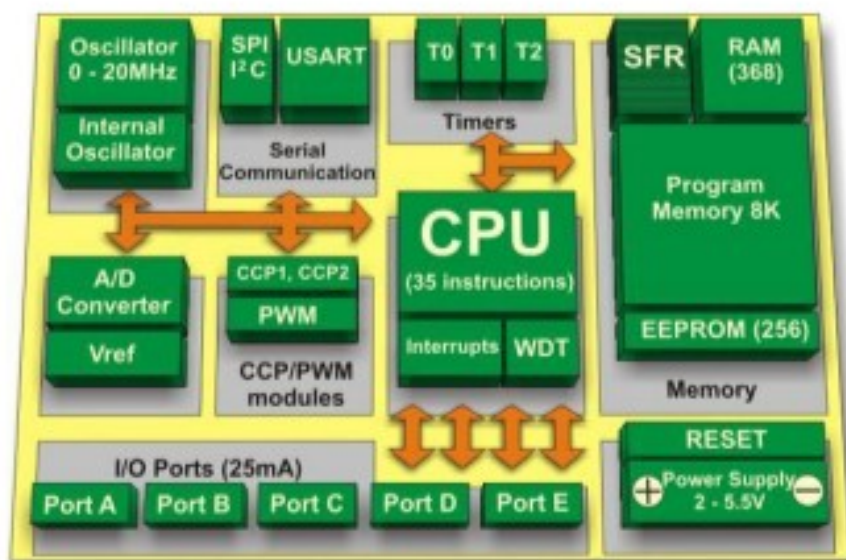 Oscillator
0 - 20MHz
Internal
Oscillator
SPI
I²C
USART
Serial
Communication
T0 T1 T2
Timers
SFR
RAM
(368)
Program
Memory 8K
EEPROM (256)
Memory
CPU
(35 instructions)
Interrupts
WDT
A/D
Converter
Vref
CCP1, CCP2
PWM
CCP/PWM
modules
I/O Ports (25mA)
Port A Port B Port C Port D Port E
RESET
Power Supply
2 - 5.5V
+ −